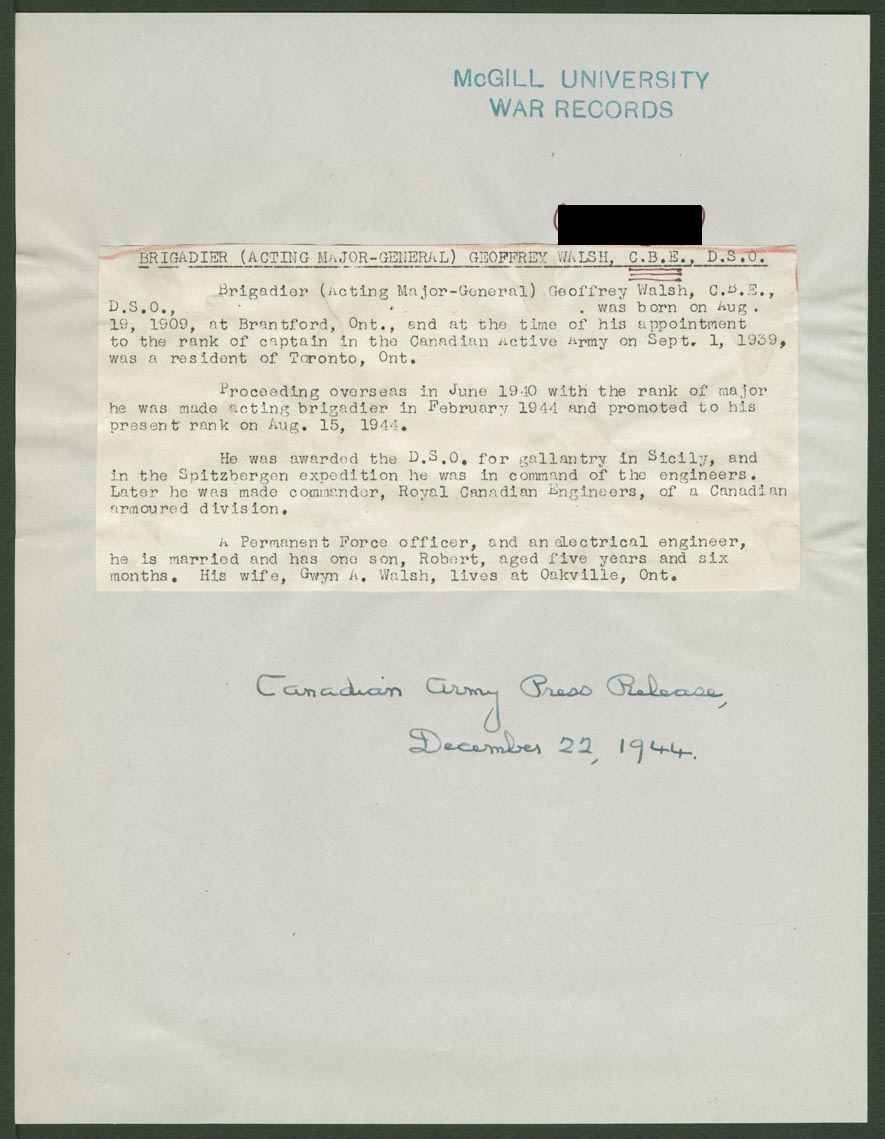 McGILL UNIVERSITY
WAR RECORDS
BRIGADIER (ACTING MAJOR-GENERAL) GEOFFREY WALSH, C.B.E., D.S.O.
Brigadier (Acting Major-General) Geoffrey Walsh, C.B.E.,
D.S.O., . was born on Aug.
19, 1909, at Brantford, Ont., and at the time of his appointment
to the rank of captain in the Canadian Active Army on Sept. 1, 1939,
was a resident of Toronto, Ont.
Proceeding overseas in June 1940 with the rank of major
he was made acting brigadier in February 1944 and promoted to his
present rank on Aug. 15, 1944.
He was awarded the D.S.O. for gallantry in Sicily, and
in the Spitzbergen expedition he was in command of the engineers.
Later he was made commander, Royal Canadian Engineers, of a Canadian
armoured division.
A Permanent Force officer, and an electrical engineer,
he is married and has one son, Robert, aged five years and six
months. His wife, Gwyn A. Walsh, lives at Oakville, Ont.
Canadian Army Press Release,
December 22, 1944.